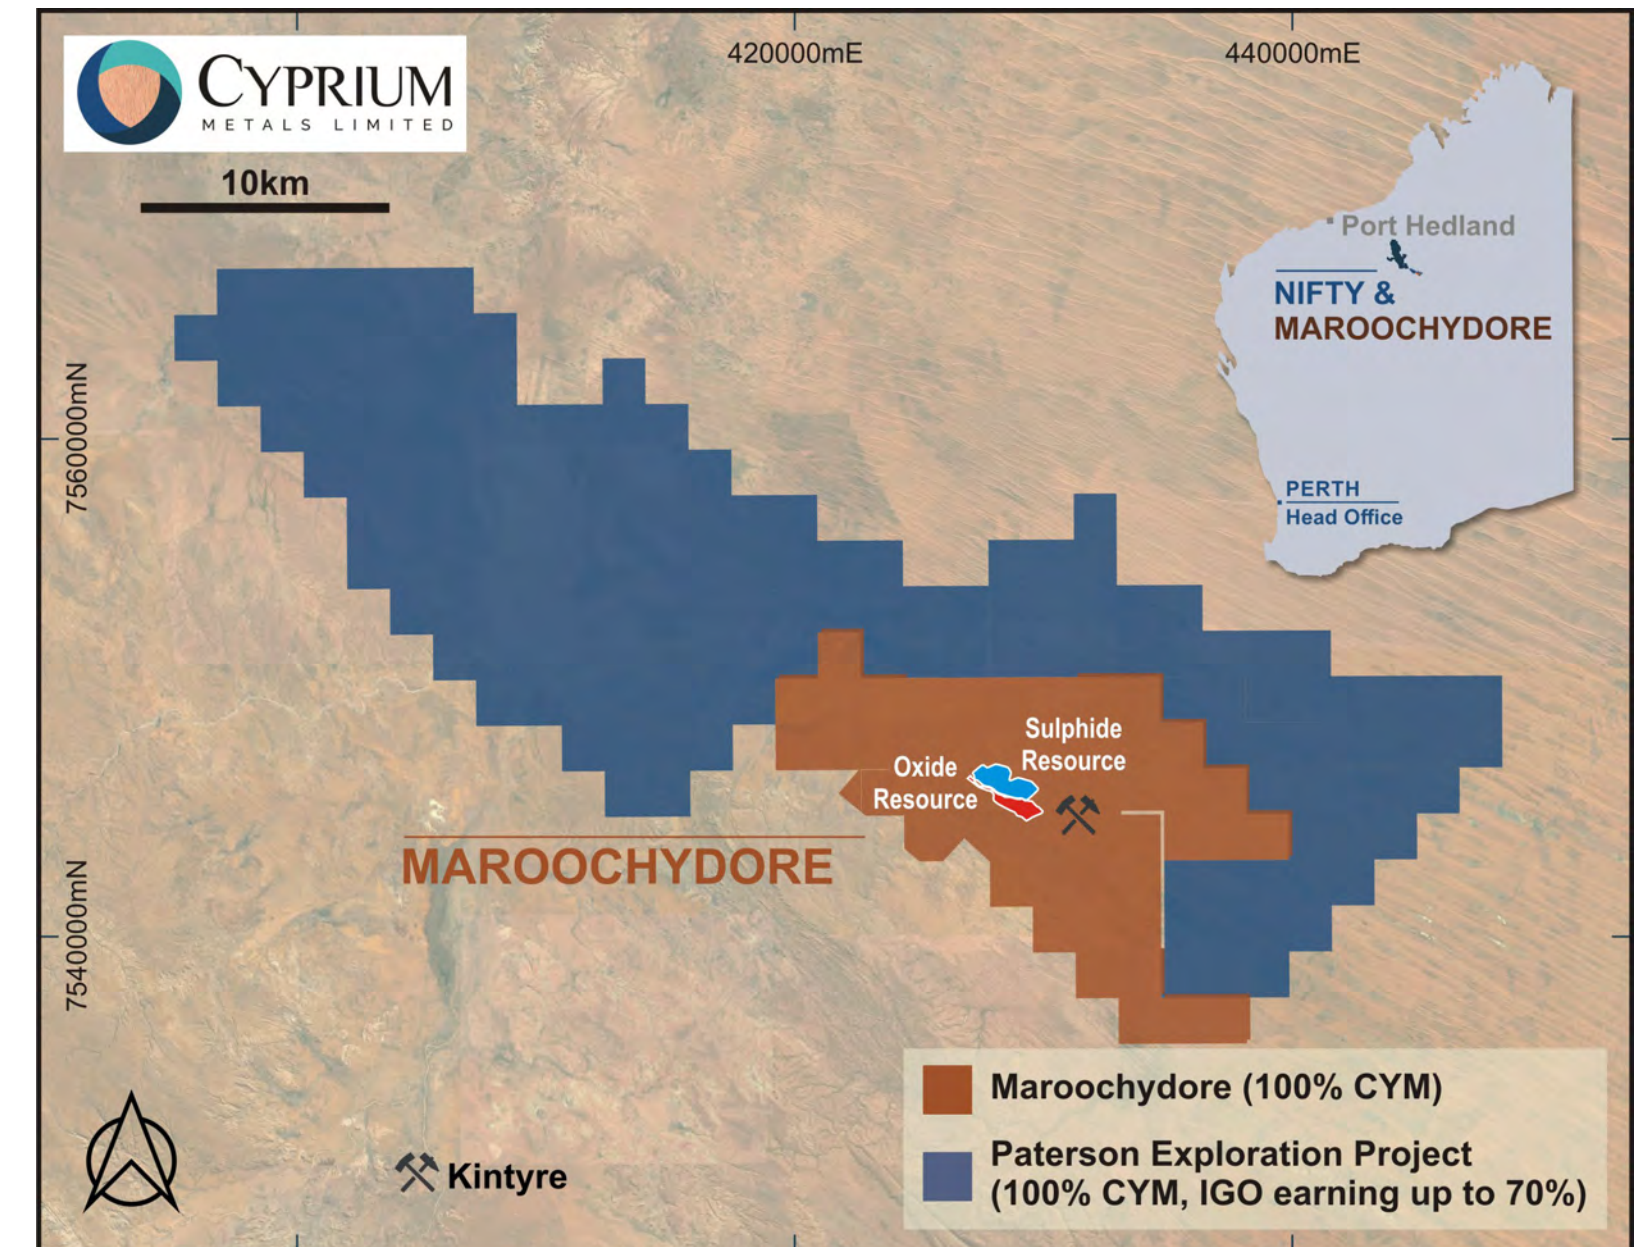 CYPRIUM
METALS LIMITED
10km
420000mE
440000mE
7560000mN
7540000mN
Port Hedland
NIFTY &
MAROOCHYDORE
PERTH
Head Office
Sulphide
Resource
Oxide
Resource
MAROOCHYDORE
Kintyre
Maroochydore (100% CYM)
Paterson Exploration Project
(100% CYM, IGO earning up to 70%)